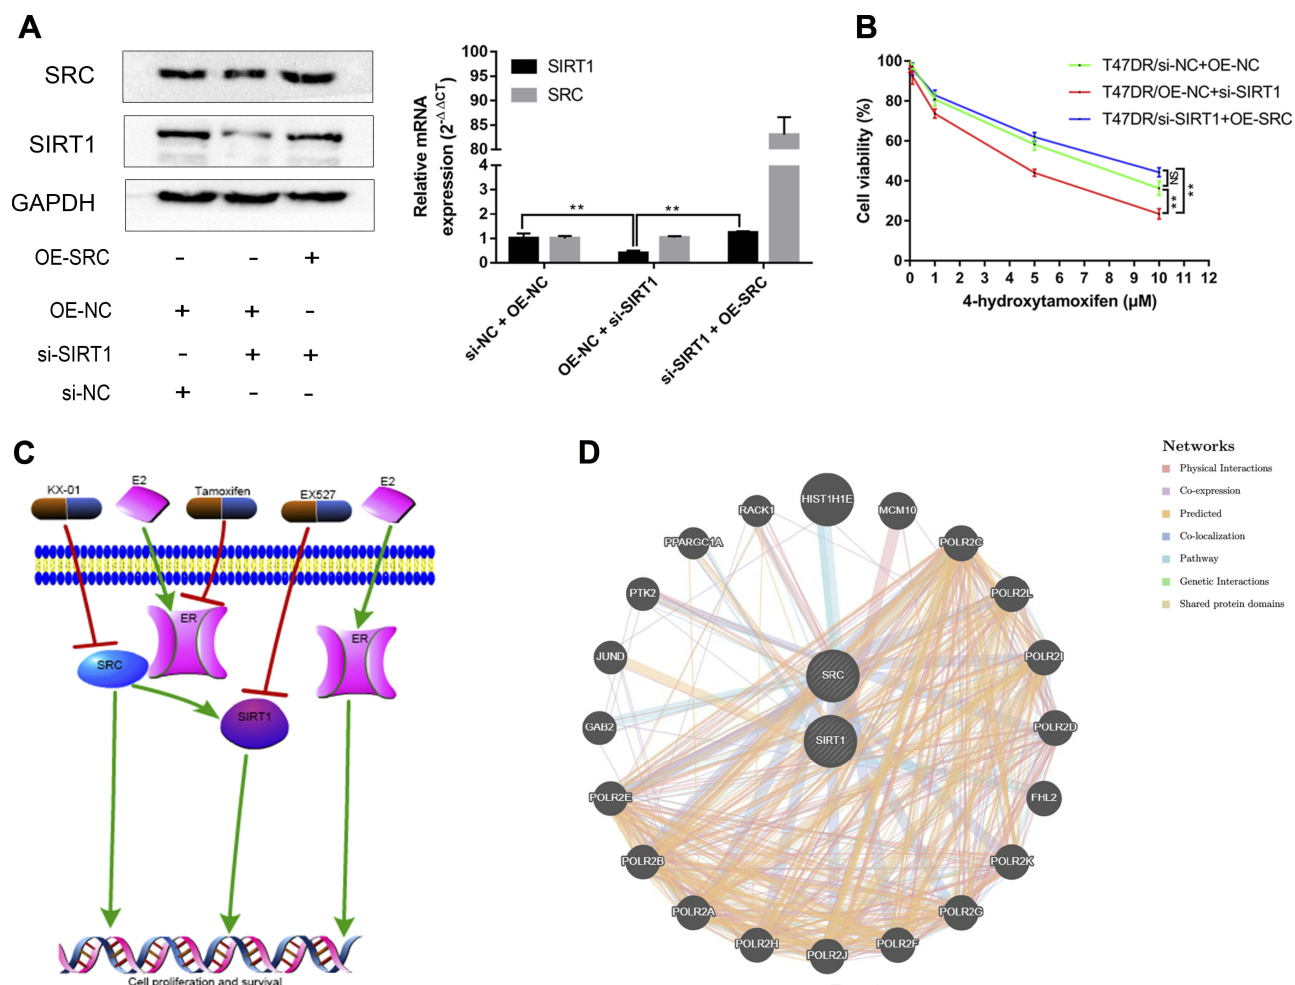 A
SRC
SIRT1
GAPDH
OE-SRC - - +
OE-NC + + -
si-SIRT1 - + +
si-NC + - -
Relative mRNA
expression (2^-ΔΔCT)
100
95
90
85
80
4
3
2
1
0
SIRT1
SRC
**
**
si-NC + OE-NC
OE-NC + si-SIRT1
si-SIRT1 + OE-SRC
B
Cell viability (%)
100
80
60
40
20
0
0 1 2 3 4 5 6 7 8 9 10 11 12
4-hydroxytamoxifen (μM)
T47DR/si-NC+OE-NC
T47DR/OE-NC+si-SIRT1
T47DR/si-SIRT1+OE-SRC
NS
**
**
C
KX-01
E2
Tamoxifen
EX527
E2
ER
ER
SRC
SIRT1
Cell proliferation and survival
D
HIST1H1E
RACK1
MCM10
PPARGC1A
POLR2C
PTK2
POLR2L
JUND
POLR2I
SRC
GAB2
SIRT1
POLR2D
POLR2E
FHL2
POLR2B
POLR2K
POLR2A
POLR2G
POLR2H
POLR2J
POLR2F
Networks
Physical Interactions
Co-expression
Predicted
Co-localization
Pathway
Genetic Interactions
Shared protein domains